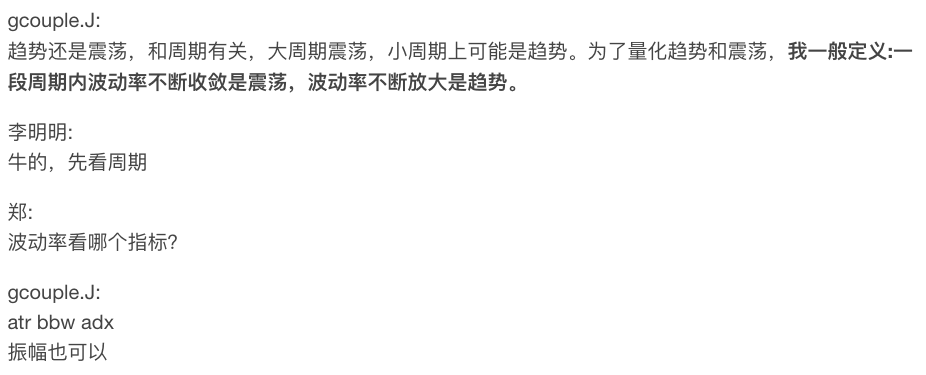 gcouple.J:
趋势还是震荡，和周期有关，大周期震荡，小周期上可能是趋势。为了量化趋势和震荡，我一般定义:一
段周期内波动率不断收敛是震荡，波动率不断放大是趋势。
李明明:
牛的，先看周期
郑:
波动率看哪个指标?
gcouple.J:
atr bbw adx
振幅也可以